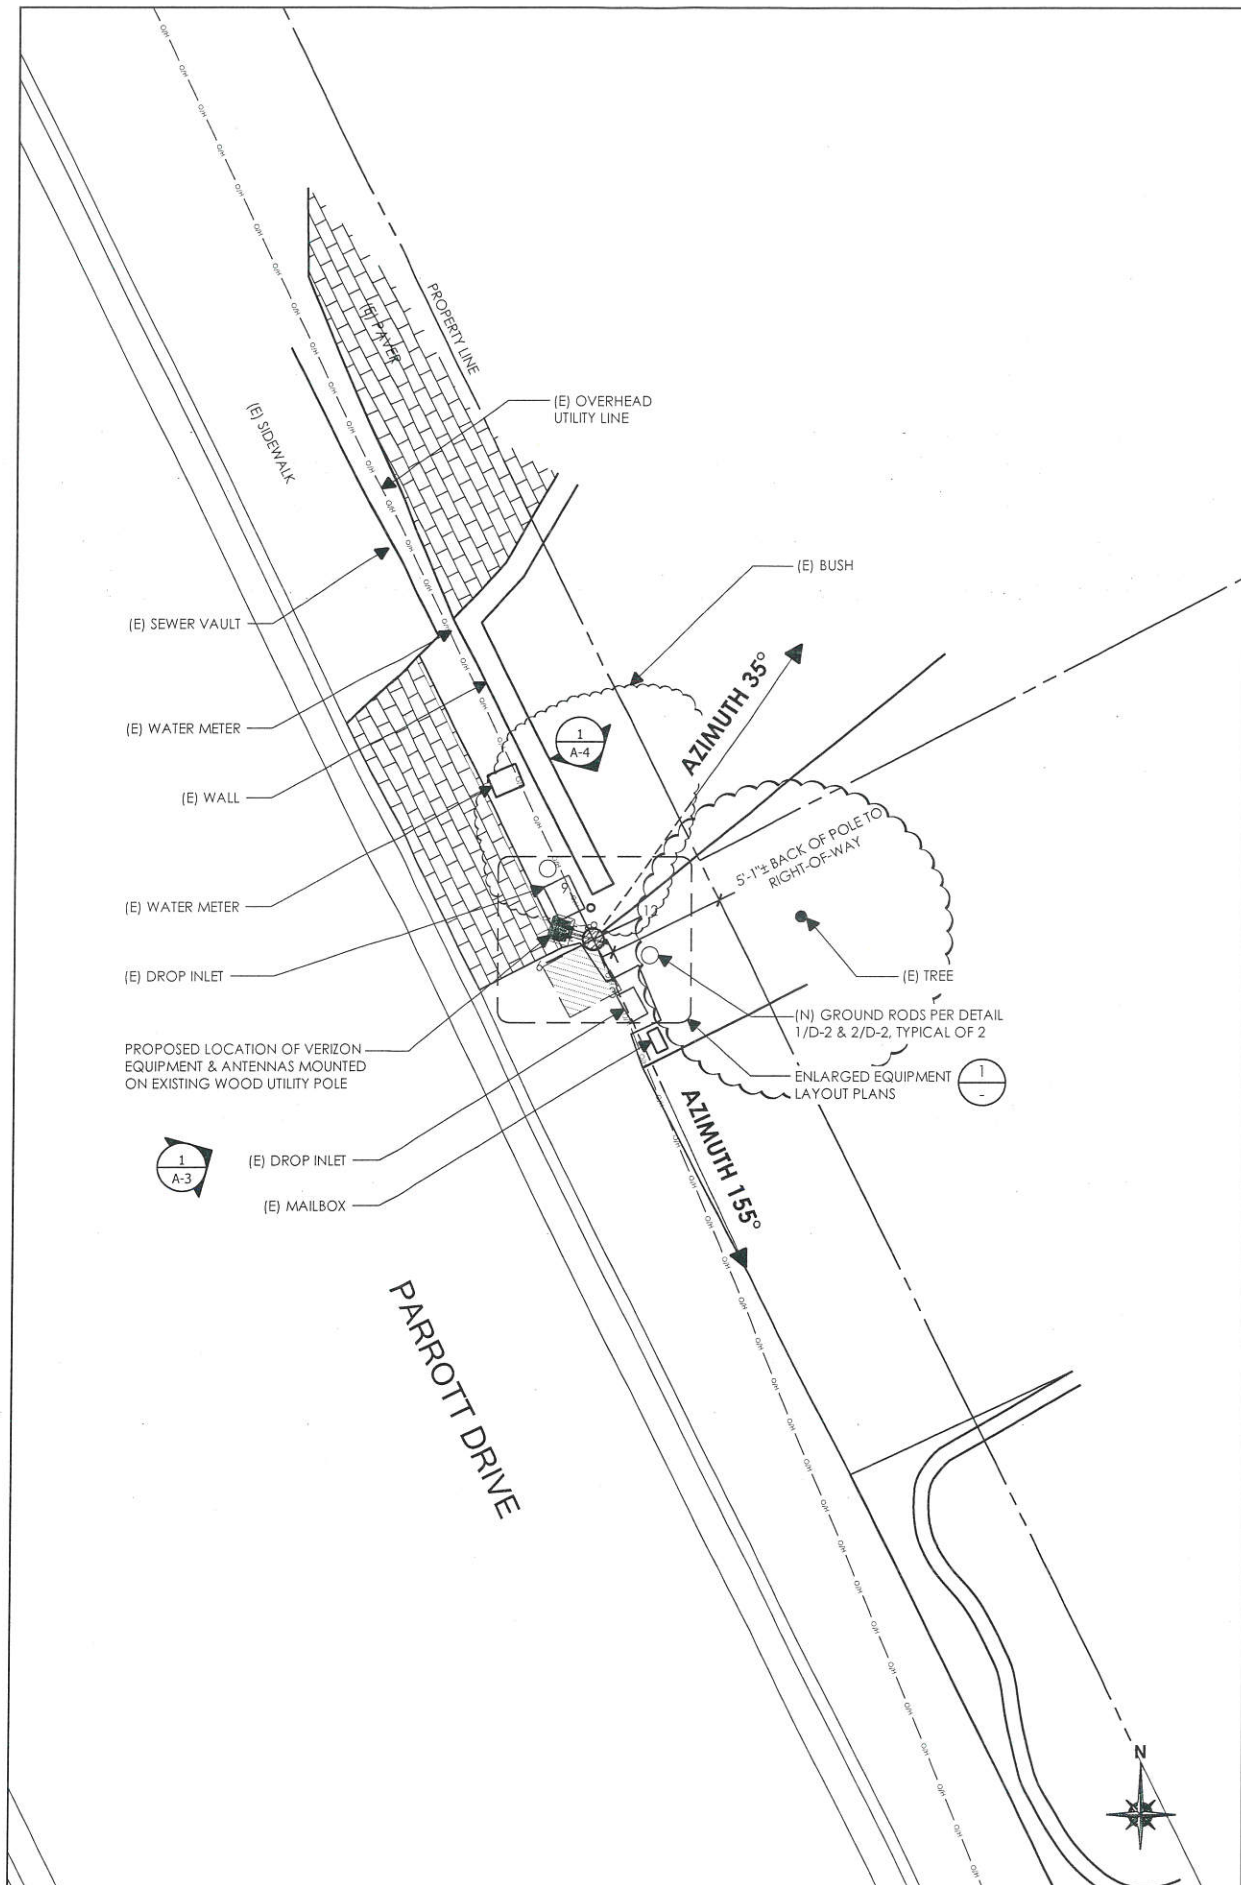 PROPERTY LINE
(E) PAVER
(E) OVERHEAD
UTILITY LINE
(E) SIDEWALK
(E) BUSH
(E) SEWER VAULT
AZIMUTH 35°
(E) WATER METER
1
A-4
(E) WALL
5'-1"± BACK OF POLE TO
RIGHT-OF-WAY
(E) WATER METER
12
(E) DROP INLET
(E) TREE
(N) GROUND RODS PER DETAIL
1/D-2 & 2/D-2, TYPICAL OF 2
PROPOSED LOCATION OF VERIZON
EQUIPMENT & ANTENNAS MOUNTED
ON EXISTING WOOD UTILITY POLE
ENLARGED EQUIPMENT
LAYOUT PLANS
1
-
AZIMUTH 155°
1
A-3
(E) DROP INLET
(E) MAILBOX
PARROTT DRIVE
N